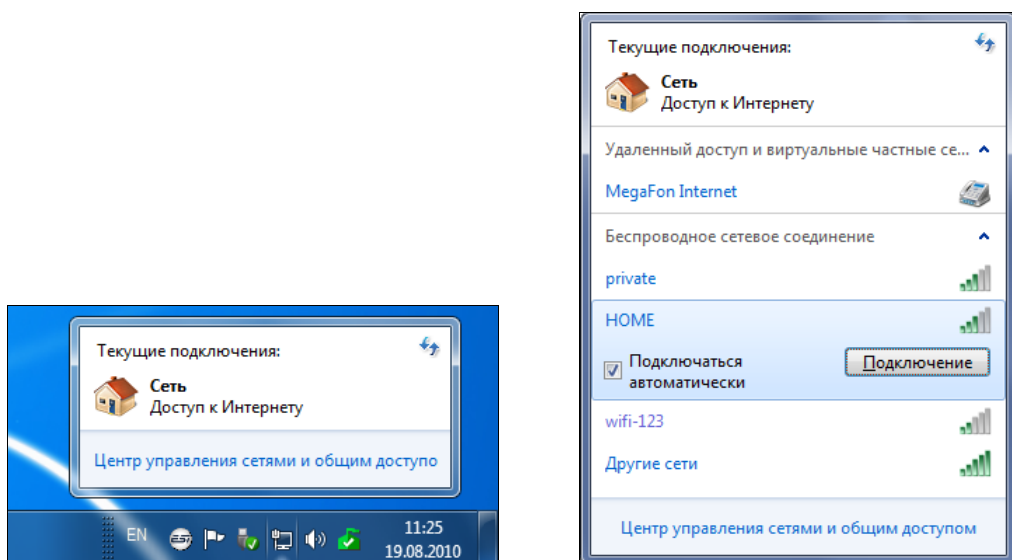 Текущие подключения:
Сеть
Доступ к Интернету
Центр управления сетями и общим доступо
EN
11:25
19.08.2010
Текущие подключения:
Сеть
Доступ к Интернету
Удаленный доступ и виртуальные частные се...
MegaFon Internet
Беспроводное сетевое соединение
private
HOME
Подключаться
автоматически
Подключение
wifi-123
Другие сети
Центр управления сетями и общим доступом